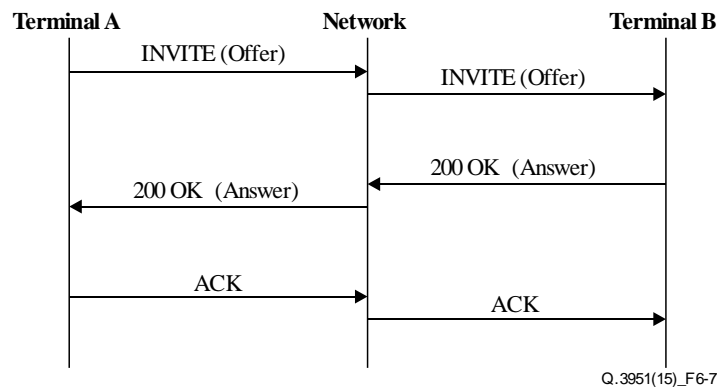 Terminal A
Network
Terminal B
INVITE (Offer)
INVITE (Offer)
200 OK (Answer)
200 OK (Answer)
ACK
ACK
Q.3951(15)_F6-7